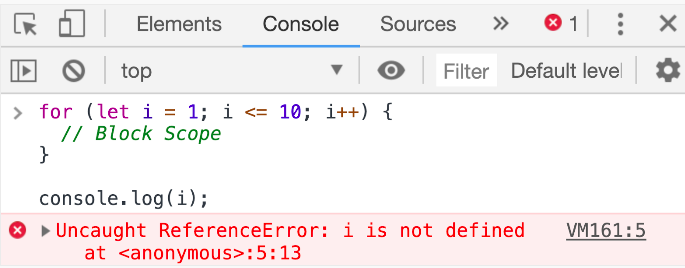 Elements Console Sources » 1
top Filter Default level
> for (let i = 1; i <= 10; i++) {
// Block Scope
}
console.log(i);
Uncaught ReferenceError: i is not defined VM161:5
at <anonymous>:5:13